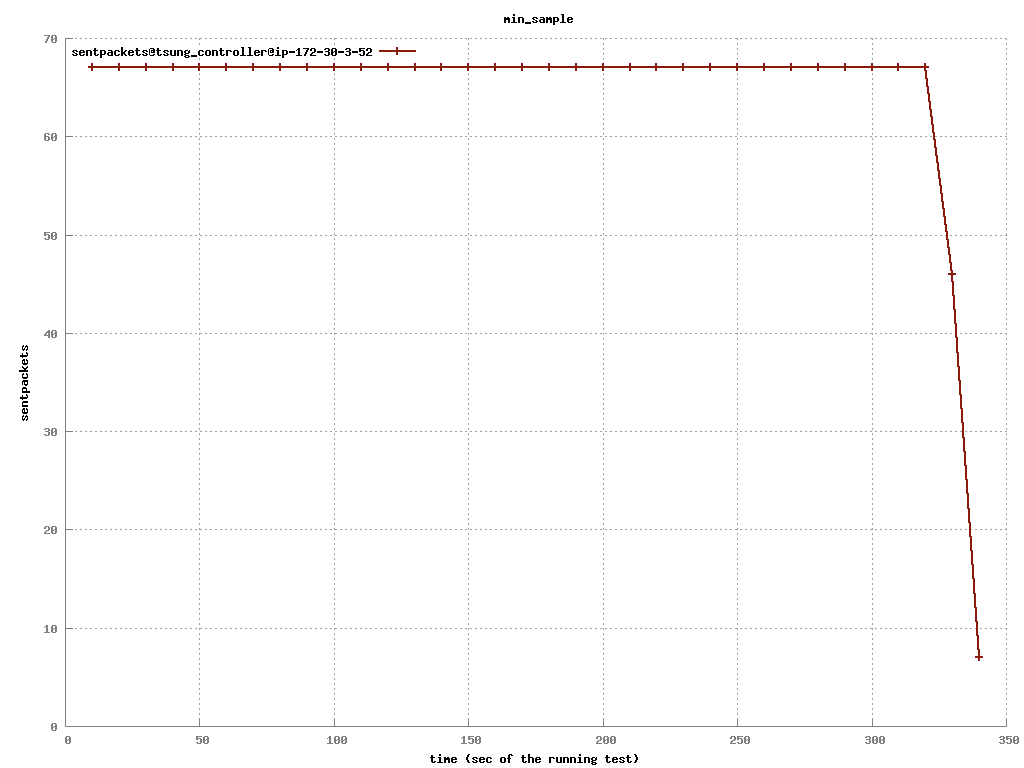 min_sample
70
sentpackets@tsung_controller@ip-172-30-3-52
60
50
40
sentpackets
30
20
10
0
0 50 100 150 200 250 300 350
time (sec of the running test)